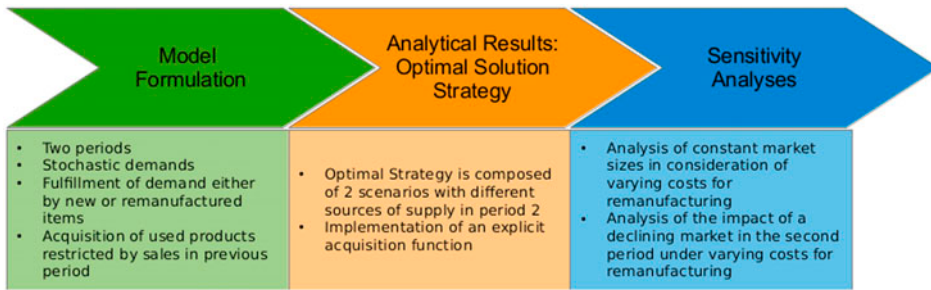 Model
Formulation
Analytical Results:
Optimal Solution
Strategy
Sensitivity
Analyses
• Two periods
• Stochastic demands
• Fulfillment of demand either
by new or remanufactured
items
• Acquisition of used products
restricted by sales in previous
period
• Optimal Strategy is composed
of 2 scenarios with different
sources of supply in period 2
• Implementation of an explicit
acquisition function
• Analysis of constant market
sizes in consideration of
varying costs for
remanufacturing
• Analysis of the impact of a
declining market in the second
period under varying costs for
remanufacturing